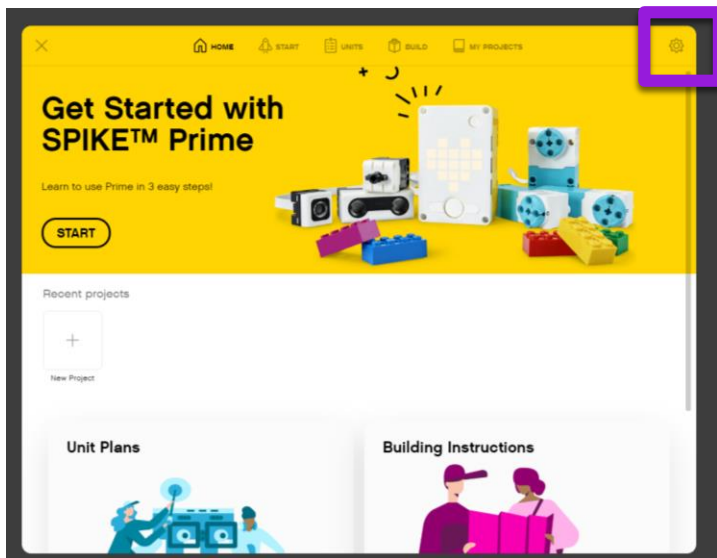 HOME START UNITS BUILD MY PROJECTS
Get Started with
SPIKE™ Prime
Learn to use Prime in 3 easy steps!
START
Recent projects
New Project
Unit Plans Building Instructions